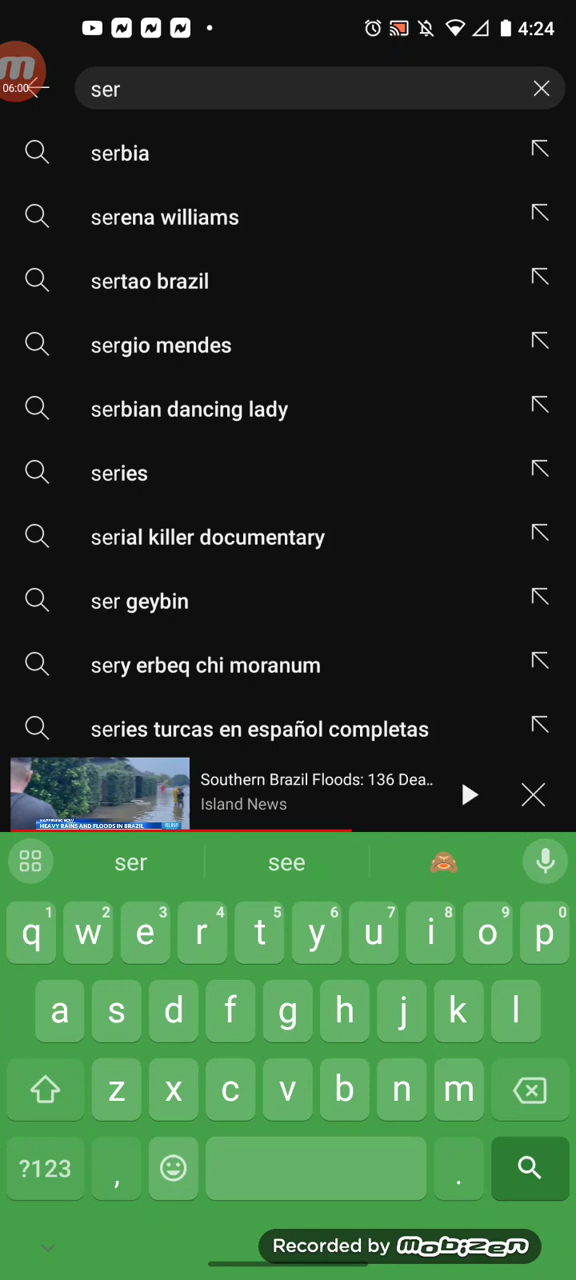 4:24
m
06:00
ser
serbia
serena williams
sertao brazil
sergio mendes
serbian dancing lady
series
serial killer documentary
ser geybin
sery erbeq chi moranum
series turcas en español completas
Southern Brazil Floods: 136 Dea..
Island News
HEAVY RAINS AND FLOODS IN BRAZIL
ser see
1 2 3 4 5 6 7 8 9 0
q w e r t y u i o p
a s d f g h j k l
z x c v b n m
?123 , .
Recorded by mobizen